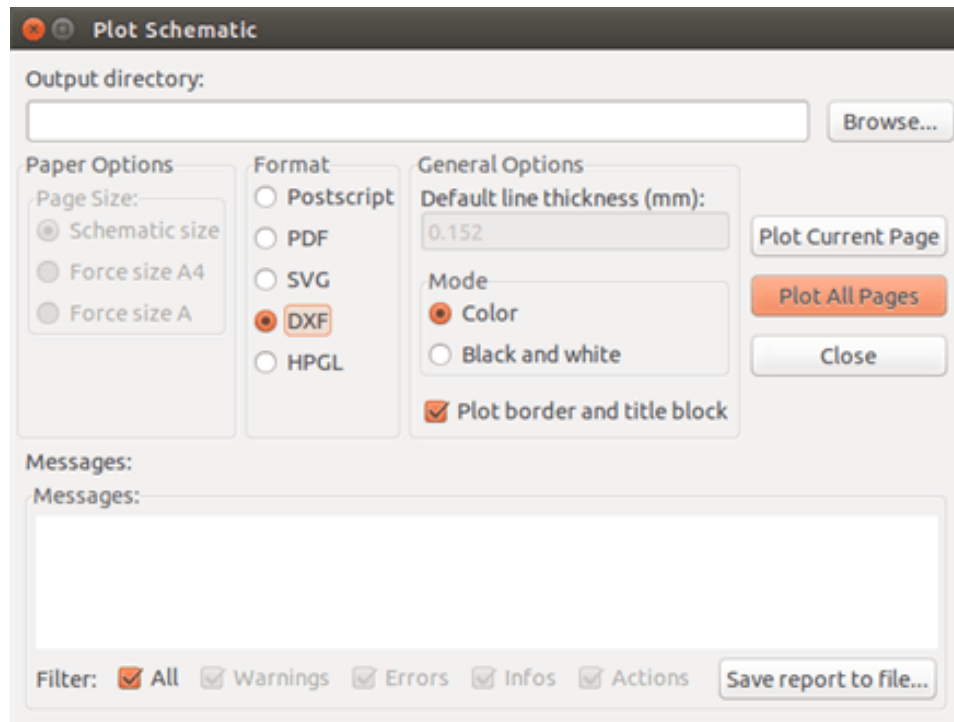 Plot Schematic
Output directory:
Browse...
Paper Options
Page Size:
Schematic size
Force size A4
Force size A
Format
Postscript
PDF
SVG
DXF
HPGL
General Options
Default line thickness (mm):
0.152
Mode
Color
Black and white
Plot border and title block
Plot Current Page
Plot All Pages
Close
Messages:
Messages:
Filter: All Warnings Errors Infos Actions Save report to file...